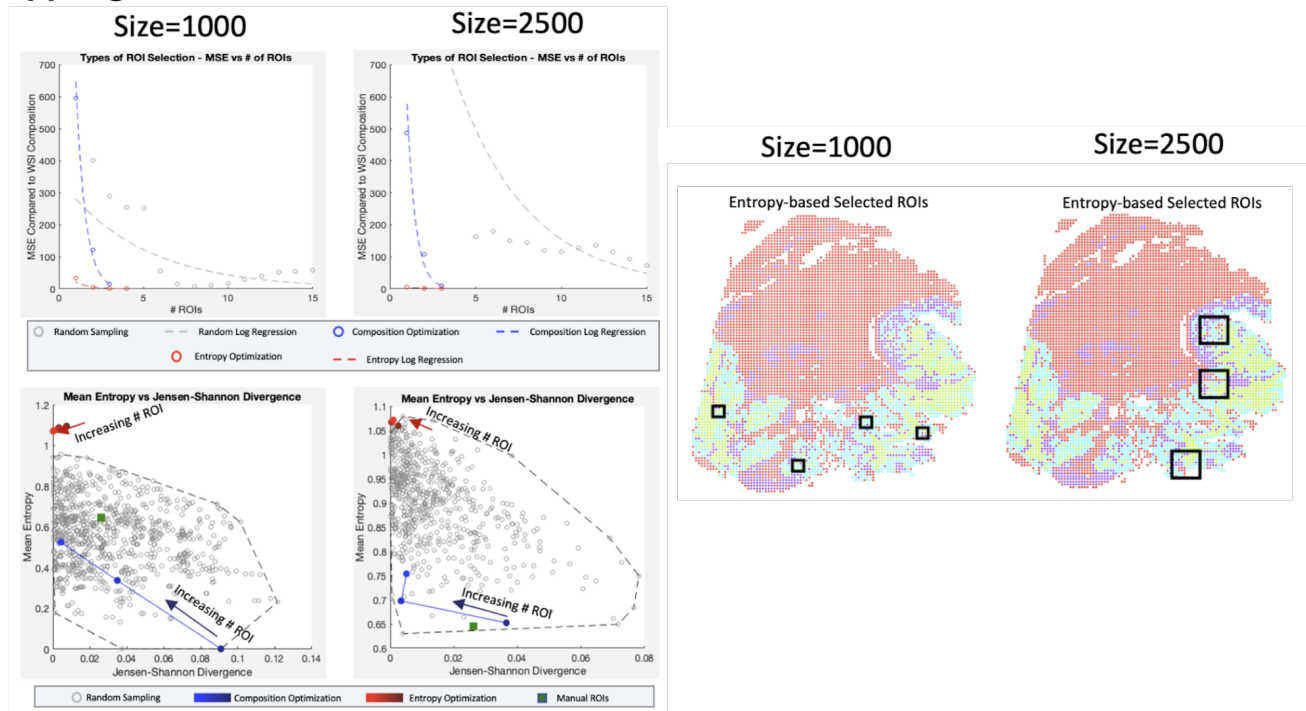 Size=1000
Size=2500
Types of ROI Selection - MSE vs # of ROIs
700
600
500
400
300
200
100
0
MSE Compared to WSI Composition
0
5
10
15
# ROIs
Types of ROI Selection - MSE vs # of ROIs
700
600
500
400
300
200
100
0
MSE Compared to WSI Composition
0
5
10
15
# ROIs
Random Sampling
Random Log Regression
Composition Optimization
Composition Log Regression
Entropy Optimization
Entropy Log Regression
Mean Entropy vs Jensen-Shannon Divergence
1.2
1
0.8
0.6
0.4
0.2
0
Mean Entropy
Increasing # ROI
Increasing # ROI
0
0.02
0.04
0.06
0.08
0.1
0.12
0.14
Jensen-Shannon Divergence
Mean Entropy vs Jensen-Shannon Divergence
1.1
1.05
1
0.95
0.9
0.85
0.8
0.75
0.7
0.65
0.6
Mean Entropy
Increasing # ROI
Increasing # ROI
0
0.02
0.04
0.06
0.08
Jensen-Shannon Divergence
Random Sampling
Composition Optimization
Entropy Optimization
Manual ROIs
Size=1000
Size=2500
Entropy-based Selected ROIs
Entropy-based Selected ROIs